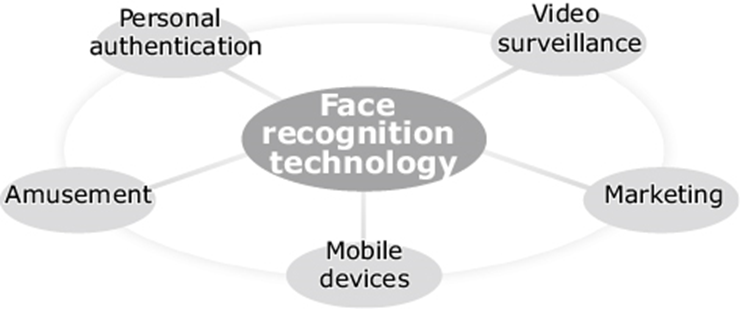 Personal
authentication
Video
surveillance
Face
recognition
technology
Amusement
Marketing
Mobile
devices